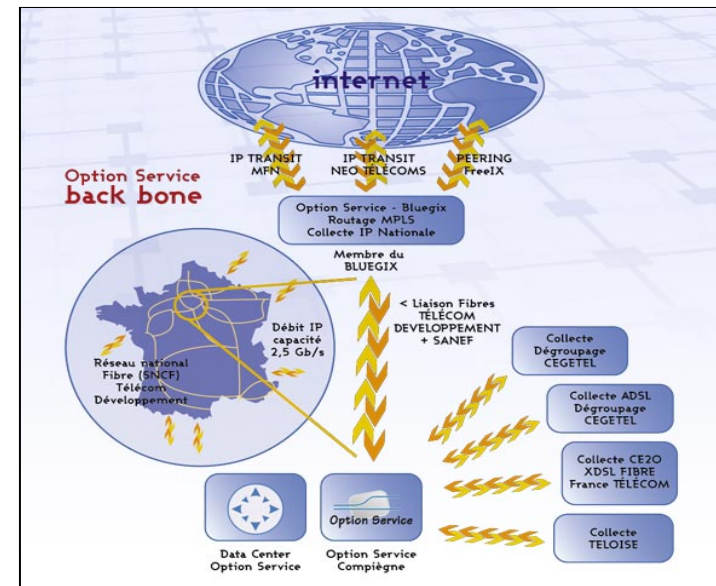 internet
IP TRANSIT
MFN
IP TRANSIT
NEO TÉLÉCOMS
PEERING
FreeIX
Option Service
back bone
Option Service - Bluegix
Routage MPLS
Collecte IP Nationale
Membre du
BLUEGIX
< Liaison Fibres
TÉLÉCOM
DEVELOPPEMENT
+ SANEF
Débit IP
capacité
2,5 Gb/s
Réseau national
Fibre (SNCF)
Télécom
Développement
Collecte
Dégroupage
CEGETEL
Collecte ADSL
Dégroupage
CEGETEL
Collecte CE2O
XDSL FIBRE
France TÉLÉCOM
Collecte
TELOISE
Data Center
Option Service
Option Service
Option Service
Compiègne